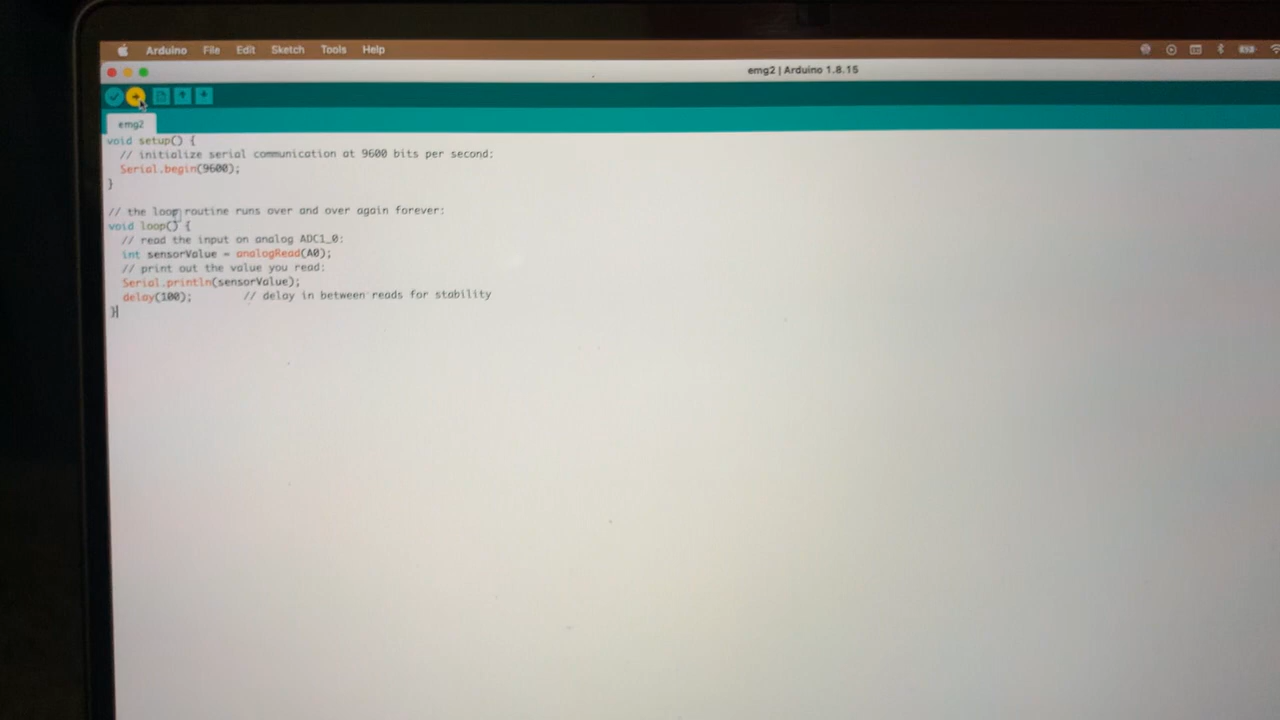 Arduino File Edit Sketch Tools Help
emg2 | Arduino 1.8.15
emg2
void setup() {
  // initialize serial communication at 9600 bits per second:
  Serial.begin(9600);
}
// the loop routine runs over and over again forever:
void loop() {
  // read the input on analog ADC1_0:
  int sensorValue = analogRead(A0);
  // print out the value you read:
  Serial.println(sensorValue);
  delay(100);        // delay in between reads for stability
}